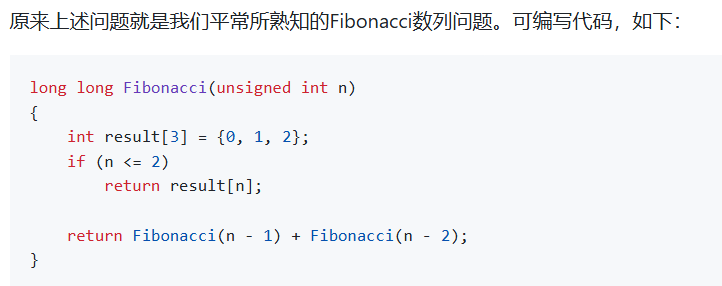 原来上述问题就是我们平常所熟知的Fibonacci数列问题。可编写代码，如下：
long long Fibonacci(unsigned int n)
{
    int result[3] = {0, 1, 2};
    if (n <= 2)
        return result[n];

    return Fibonacci(n - 1) + Fibonacci(n - 2);
}